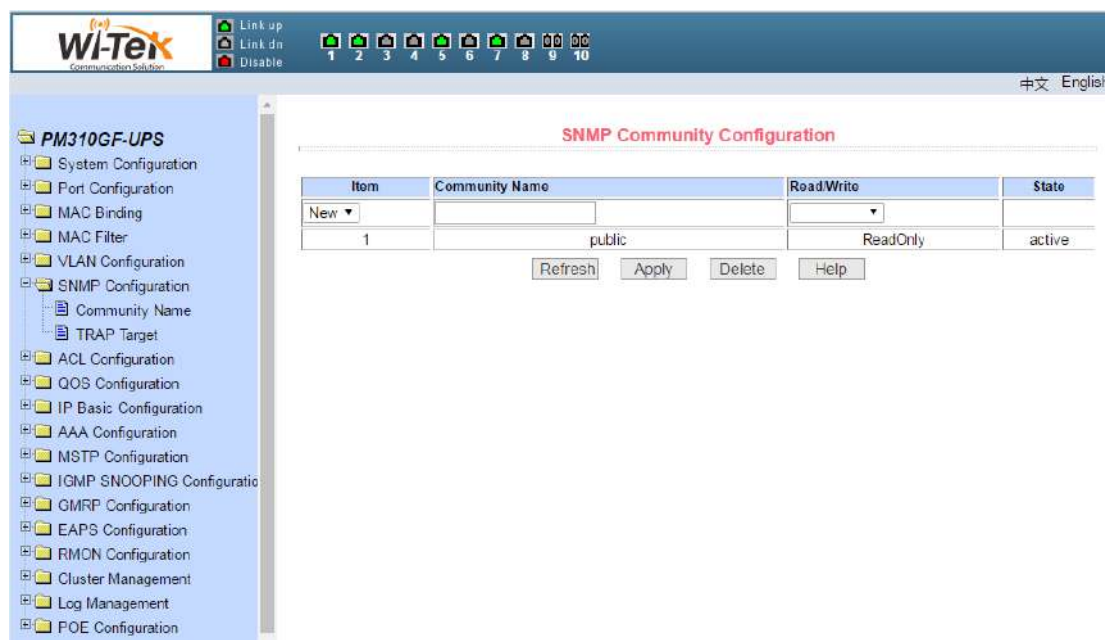 Wi-Tek
Communication Solution
Link up
Link dn
Disable
1 2 3 4 5 6 7 8 9 10
中文 English
PM310GF-UPS
System Configuration
Port Configuration
MAC Binding
MAC Filter
VLAN Configuration
SNMP Configuration
Community Name
TRAP Target
ACL Configuration
QOS Configuration
IP Basic Configuration
AAA Configuration
MSTP Configuration
IGMP SNOOPING Configuratio
GMRP Configuration
EAPS Configuration
RMON Configuration
Cluster Management
Log Management
POE Configuration
SNMP Community Configuration
Item Community Name Read/Write State
New
1 public ReadOnly active
Refresh Apply Delete Help